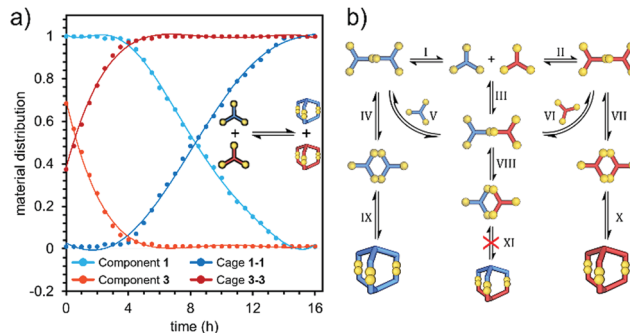 a)
material distribution
1
0.8
0.6
0.4
0.2
0
-0.2
0 4 8 12 16
time (h)
+ +
Component 1 Cage 1-1
Component 3 Cage 3-3
b)
I + II
III
IV V VI VII
VIII
IX XI X